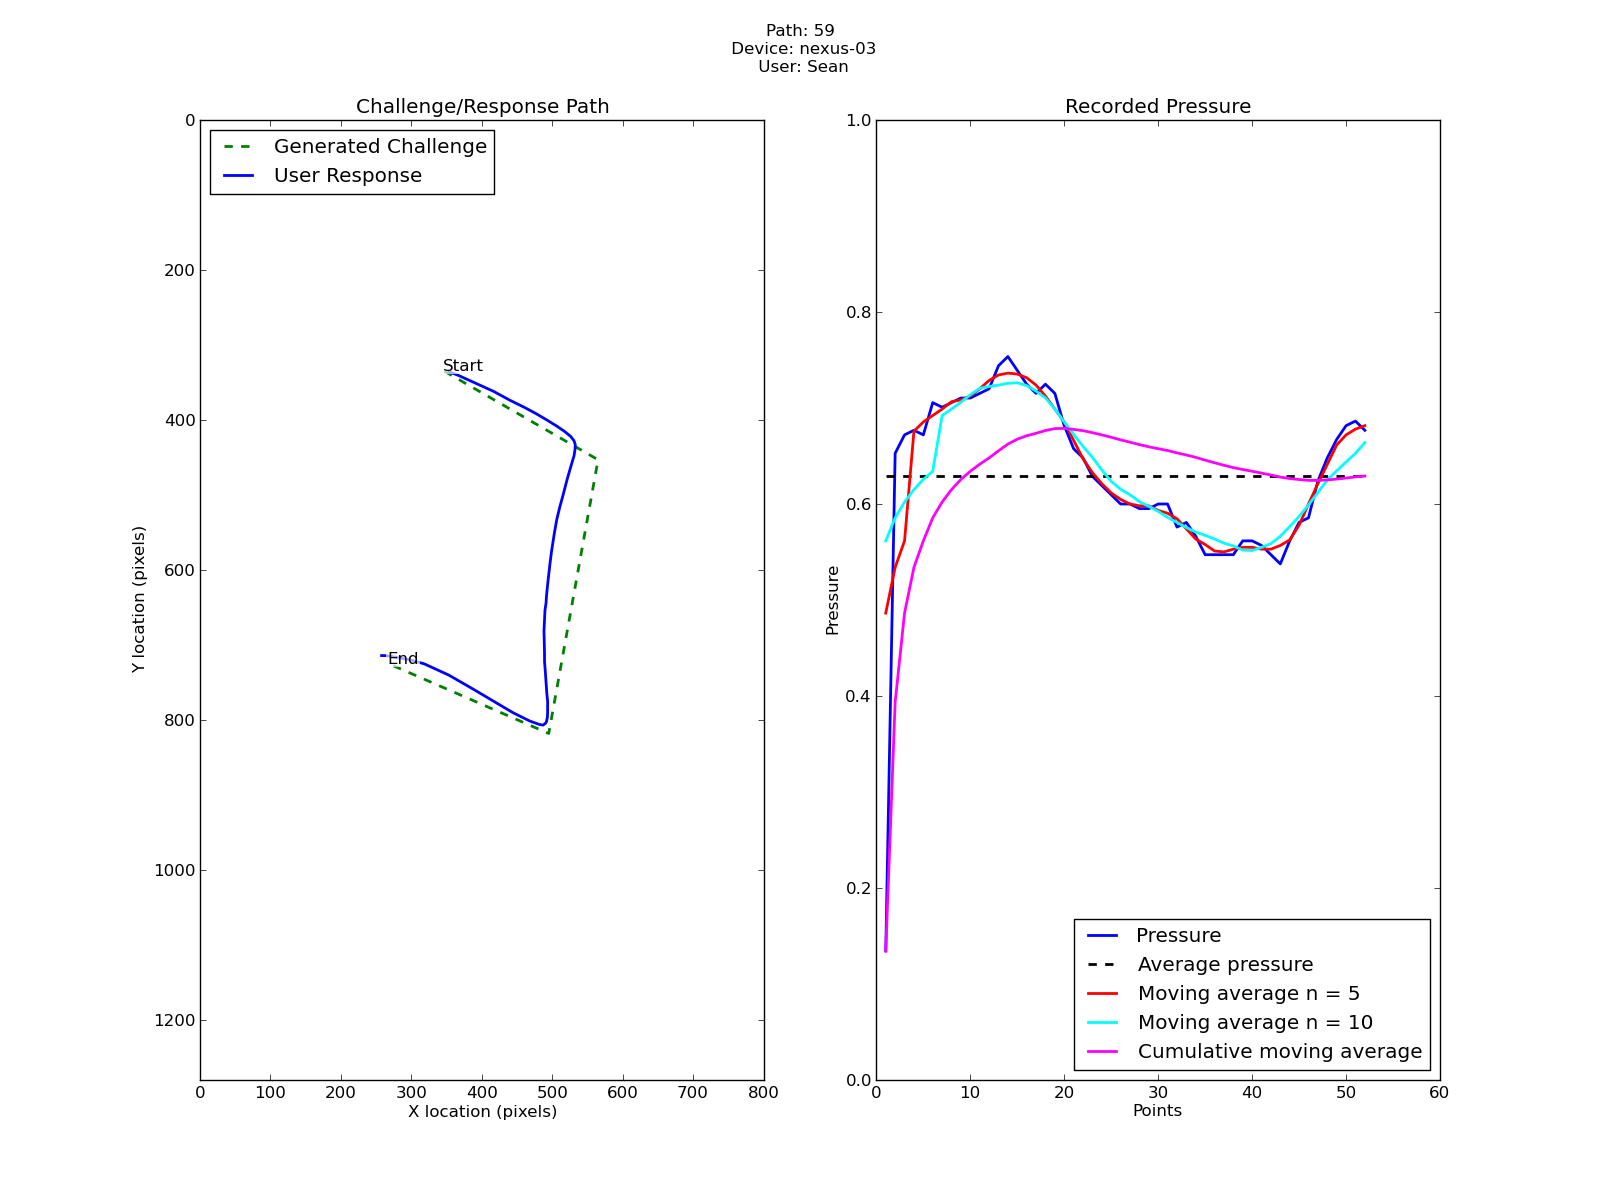 Path: 59
Device: nexus-03
User: Sean
Challenge/Response Path
Generated Challenge
User Response
Start
End
0
200
400
600
800
1000
1200
Y location (pixels)
0 100 200 300 400 500 600 700 800
X location (pixels)
Recorded Pressure
1.0
0.8
0.6
0.4
0.2
0.0
Pressure
Pressure
Average pressure
Moving average n = 5
Moving average n = 10
Cumulative moving average
0 10 20 30 40 50 60
Points